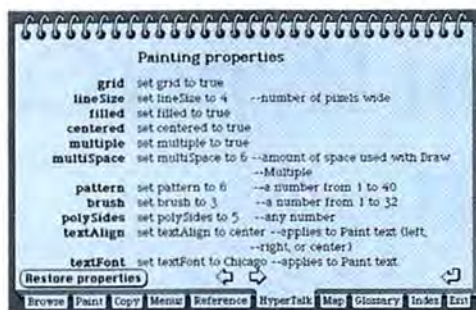 Painting properties
grid set grid to true
lineSize set lineSize to 4 --number of pixels wide
filled set filled to true
centered set centered to true
multiple set multiple to true
multiSpace set multiSpace to 6 --amount of space used with Draw
--Multiple
pattern set pattern to 6 --a number from 1 to 40
brush set brush to 3 --a number from 1 to 32
polySides set polySides to 5 --any number
textAlign set textAlign to center --applies to Paint text (left,
--right, or center)
textFont set textFont to Chicago --applies to Paint text
Restore properties
Browse Paint Copy Menus Reference HyperTalk Map Glossary Index Exit